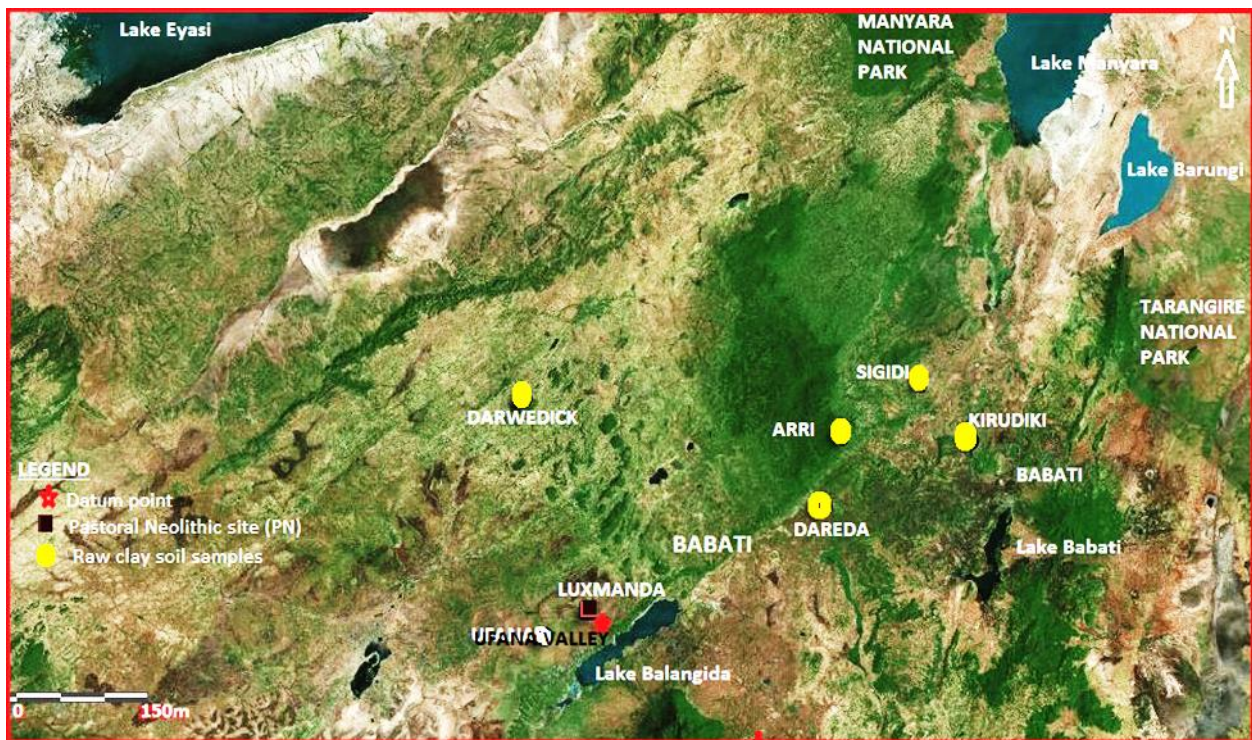 Lake Eyasi
MANYARA
NATIONAL
PARK
N
Lake Manyara
Lake Barungi
TARANGIRE
NATIONAL
PARK
SIGIDI
DARWEDICK
ARRI
KIRUDIKI
LEGEND
Datum point
Pastoral Neolithic site (PN)
Raw clay soil samples
BABATI
DAREDA
BABATI
Lake Babati
LUXMANDA
UFANA VALLEY
Lake Balangida
0 150m